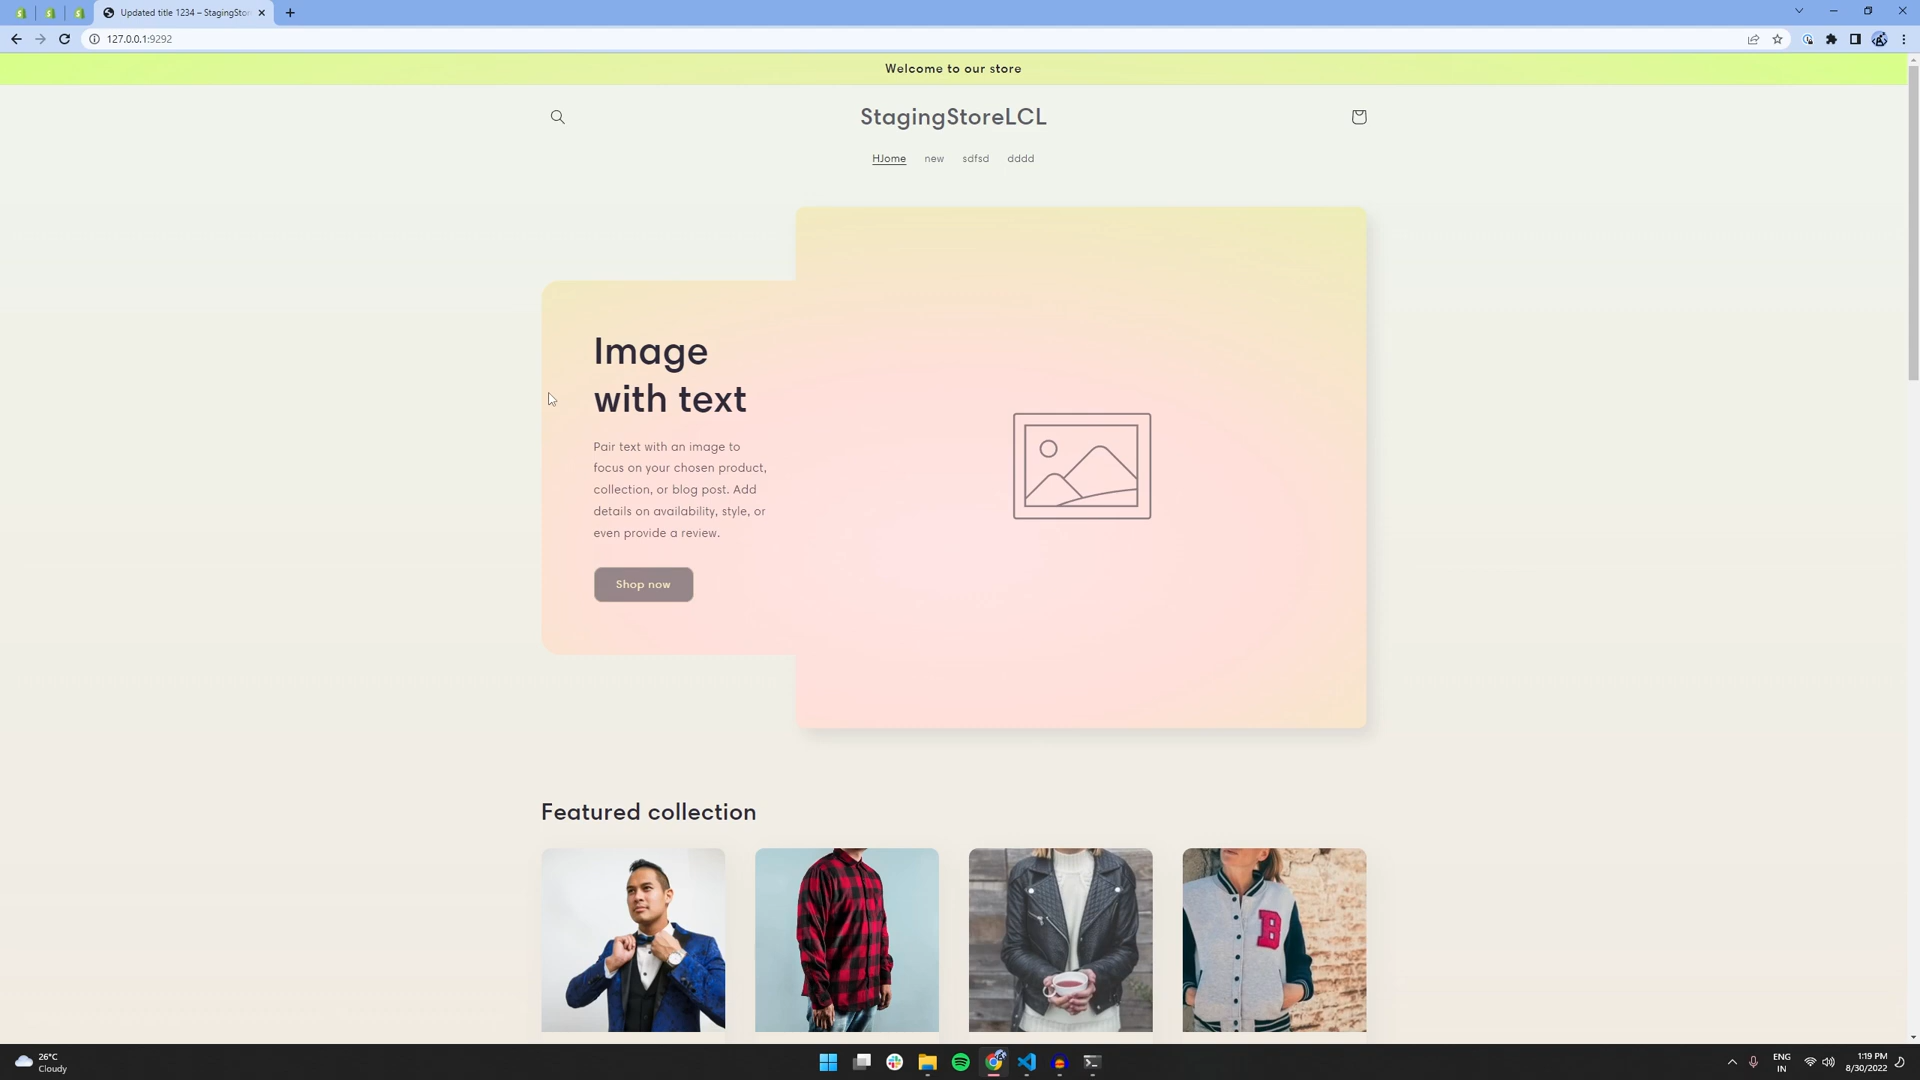 Updated title 1234 – StagingStor
127.0.0.1:9292
Welcome to our store
StagingStoreLCL
HJome new sdfsd dddd
Image
with text
Pair text with an image to
focus on your chosen product,
collection, or blog post. Add
details on availability, style, or
even provide a review.
Shop now
Featured collection
B
26°C
Cloudy
ENG
IN
1:19 PM
8/30/2022